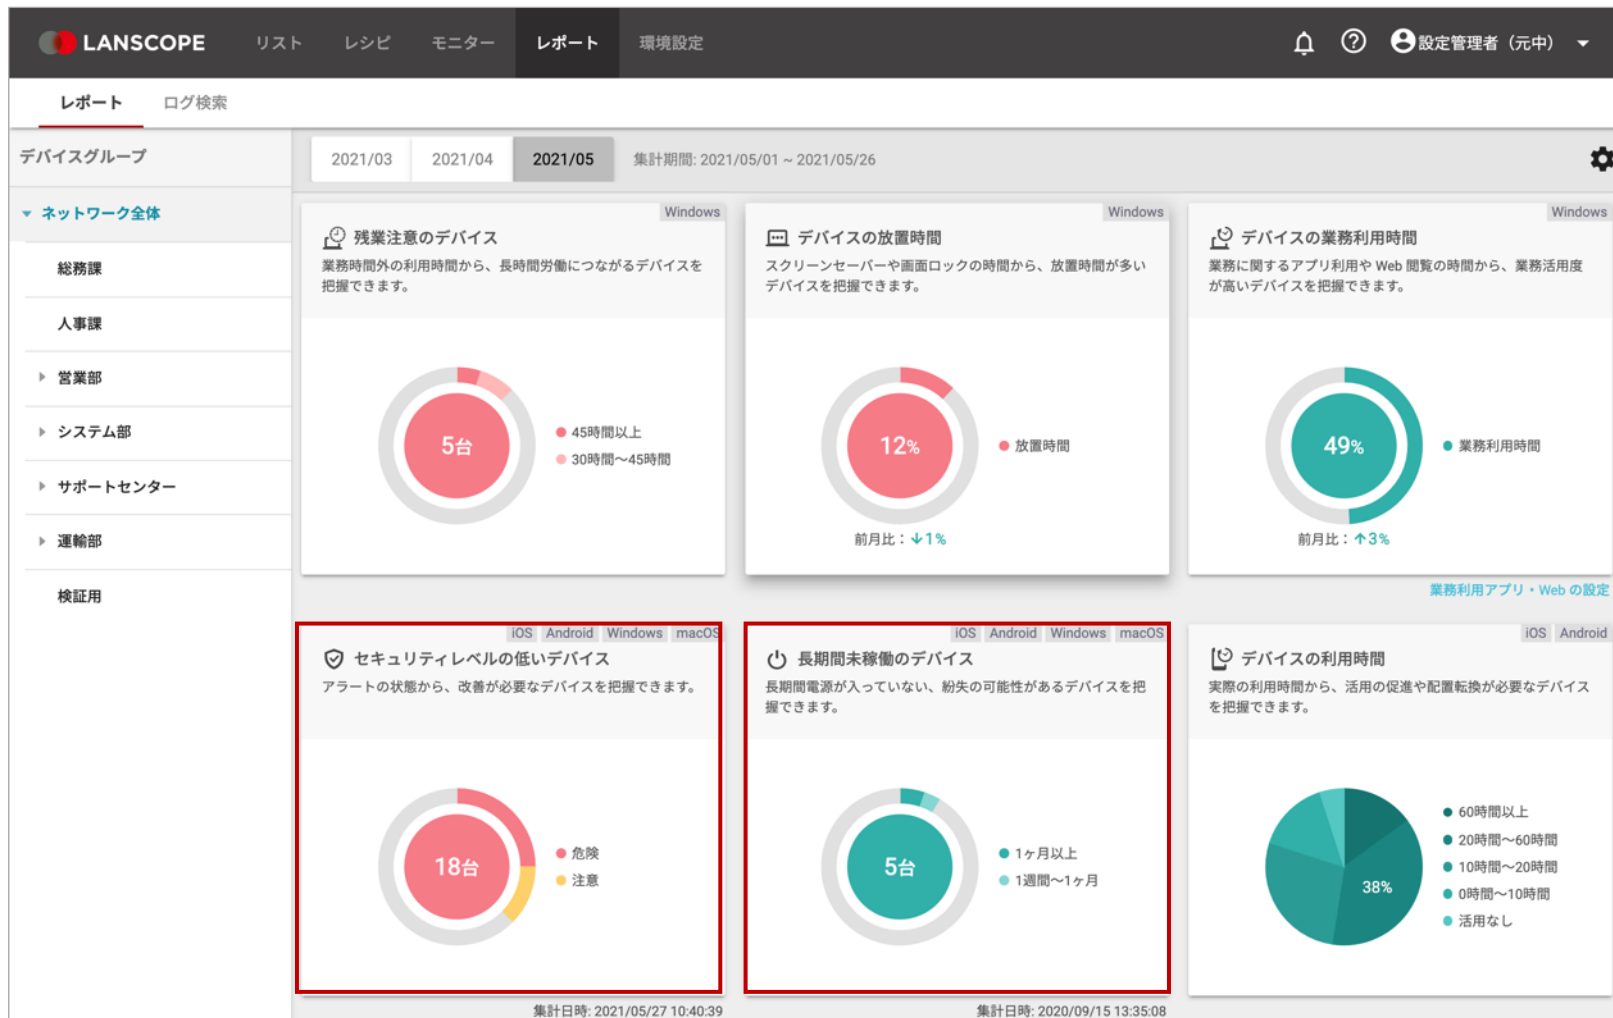 LANSCOPE
リスト
レシピ
モニター
レポート
環境設定
設定管理者（元中）
レポート
ログ検索
デバイスグループ
ネットワーク全体
総務課
人事課
営業部
システム部
サポートセンター
運輸部
検証用
2021/03
2021/04
2021/05
集計期間: 2021/05/01 ~ 2021/05/26
Windows
残業注意のデバイス
業務時間外の利用時間から、長時間労働につながるデバイスを
把握できます。
5台
45時間以上
30時間〜45時間
Windows
デバイスの放置時間
スクリーンセーバーや画面ロックの時間から、放置時間が多い
デバイスを把握できます。
12%
放置時間
前月比：↓1%
Windows
デバイスの業務利用時間
業務に関するアプリ利用や Web 閲覧の時間から、業務活用度
が高いデバイスを把握できます。
49%
業務利用時間
前月比：↑3%
業務利用アプリ・Web の設定
iOS Android Windows macOS
セキュリティレベルの低いデバイス
アラートの状態から、改善が必要なデバイスを把握できます。
18台
危険
注意
集計日時: 2021/05/27 10:40:39
iOS Android Windows macOS
長期間未稼働のデバイス
長期間電源が入っていない、紛失の可能性があるデバイスを把
握できます。
5台
1ヶ月以上
1週間〜1ヶ月
集計日時: 2020/09/15 13:35:08
iOS Android
デバイスの利用時間
実際の利用時間から、活用の促進や配置転換が必要なデバイス
を把握できます。
38%
60時間以上
20時間〜60時間
10時間〜20時間
0時間〜10時間
活用なし